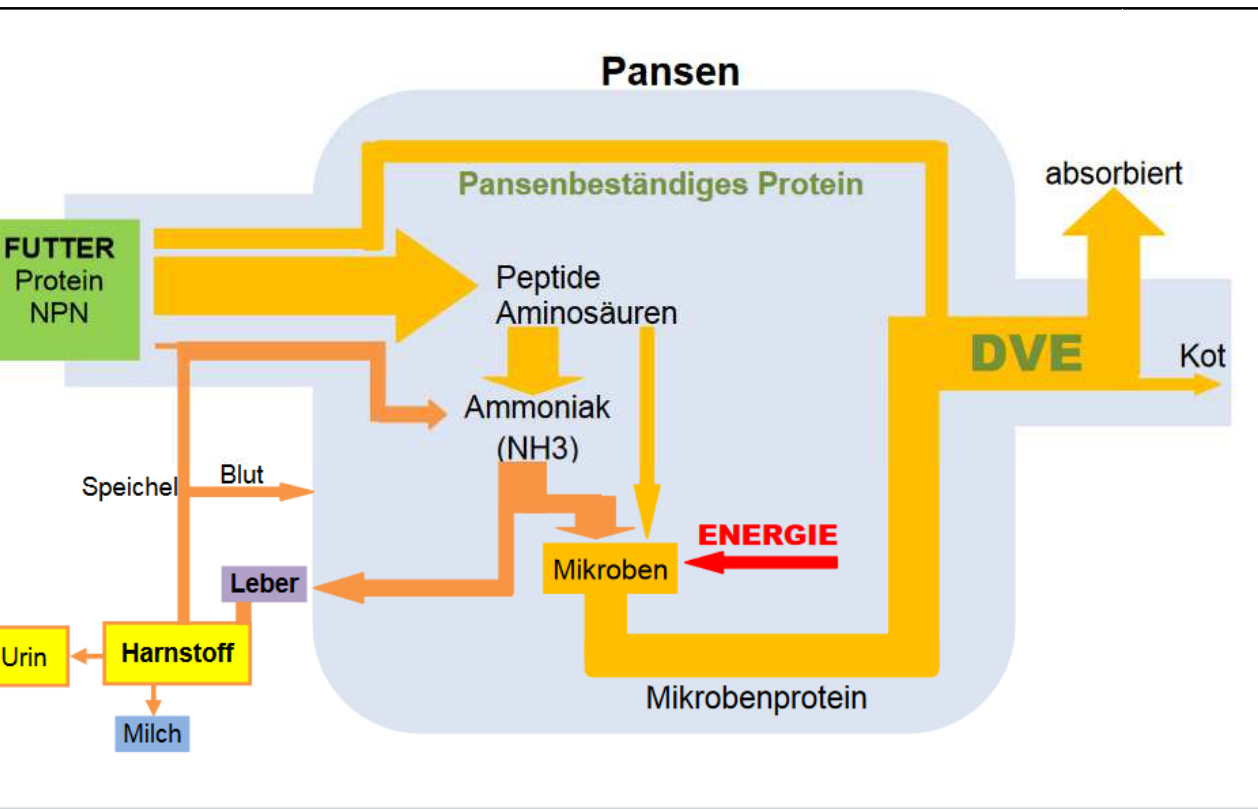 Pansen
Pansenbeständiges Protein
absorbiert
FUTTER
Protein
NPN
Peptide
Aminosäuren
DVE
Kot
Ammoniak
(NH3)
Speichel
Blut
ENERGIE
Mikroben
Leber
Urin
Harnstoff
Mikrobenprotein
Milch